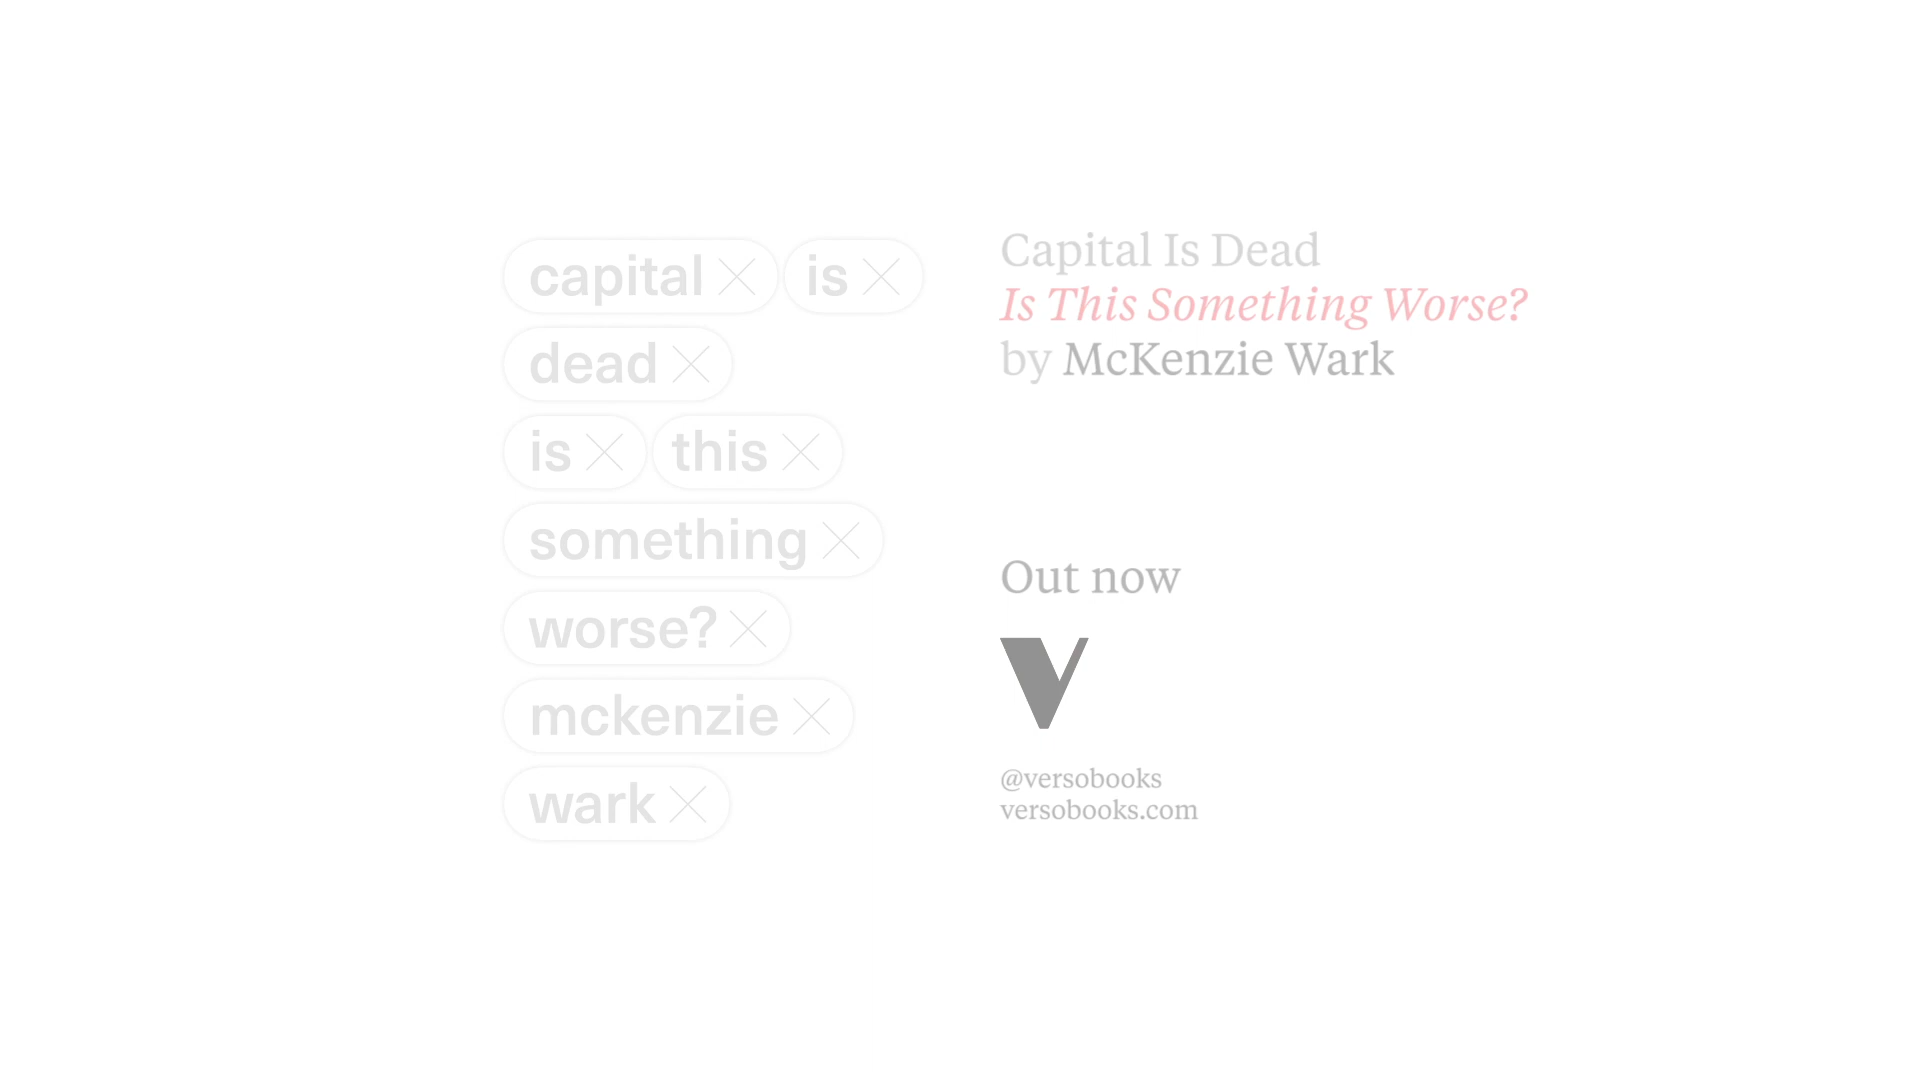 capital is
dead
is this
something
worse?
mckenzie
wark
Capital Is Dead
Is This Something Worse?
by McKenzie Wark
Out now
V
@versobooks
versobooks.com